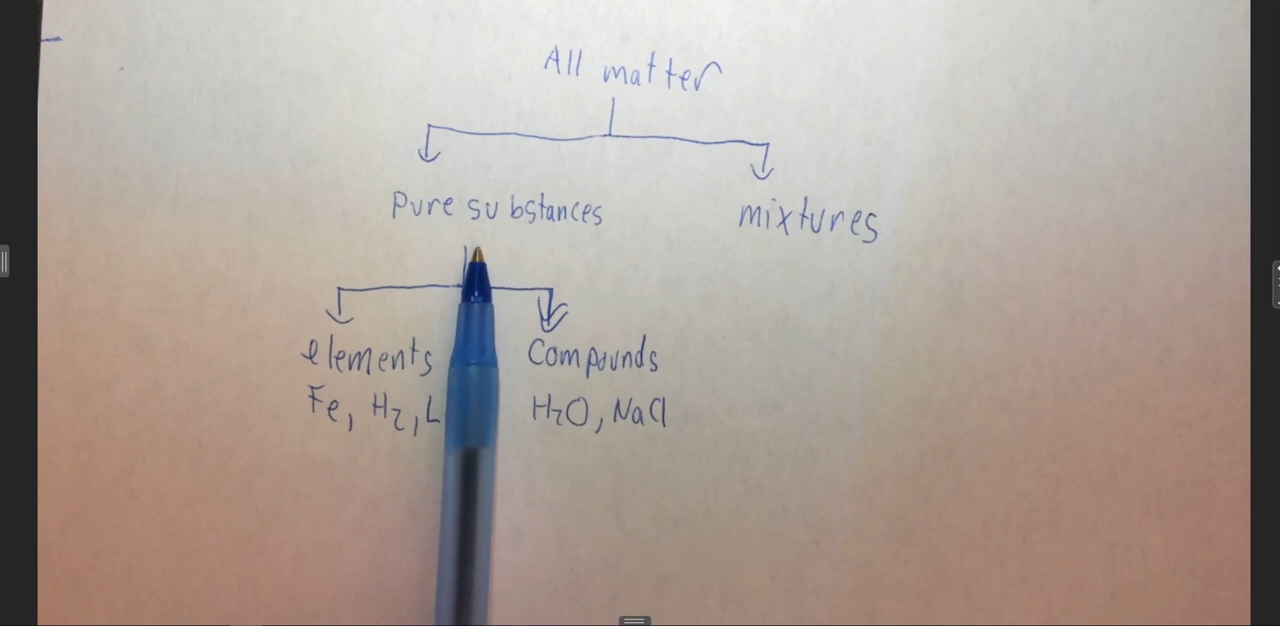 All matter
Pure substances
mixtures
elements
Compounds
Fe, H2, L
H2O, NaCl